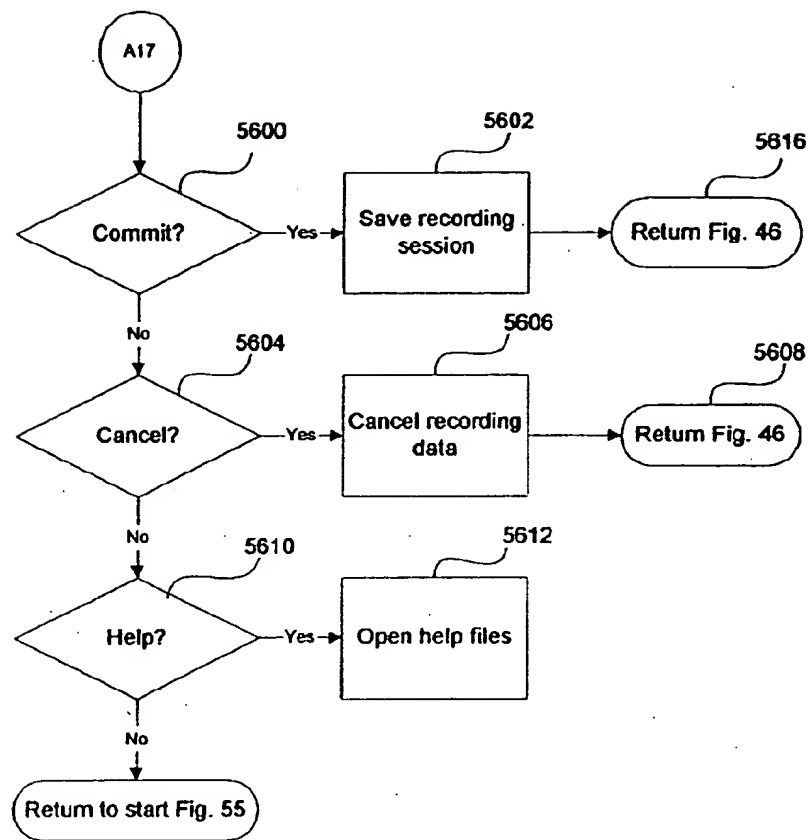 A17
5600
5602
5616
Commit?
Yes
Save recording
session
Return Fig. 46
No
5604
5606
5608
Cancel?
Yes
Cancel recording
data
Return Fig. 46
No
5610
5612
Help?
Yes
Open help files
No
Return to start Fig. 55